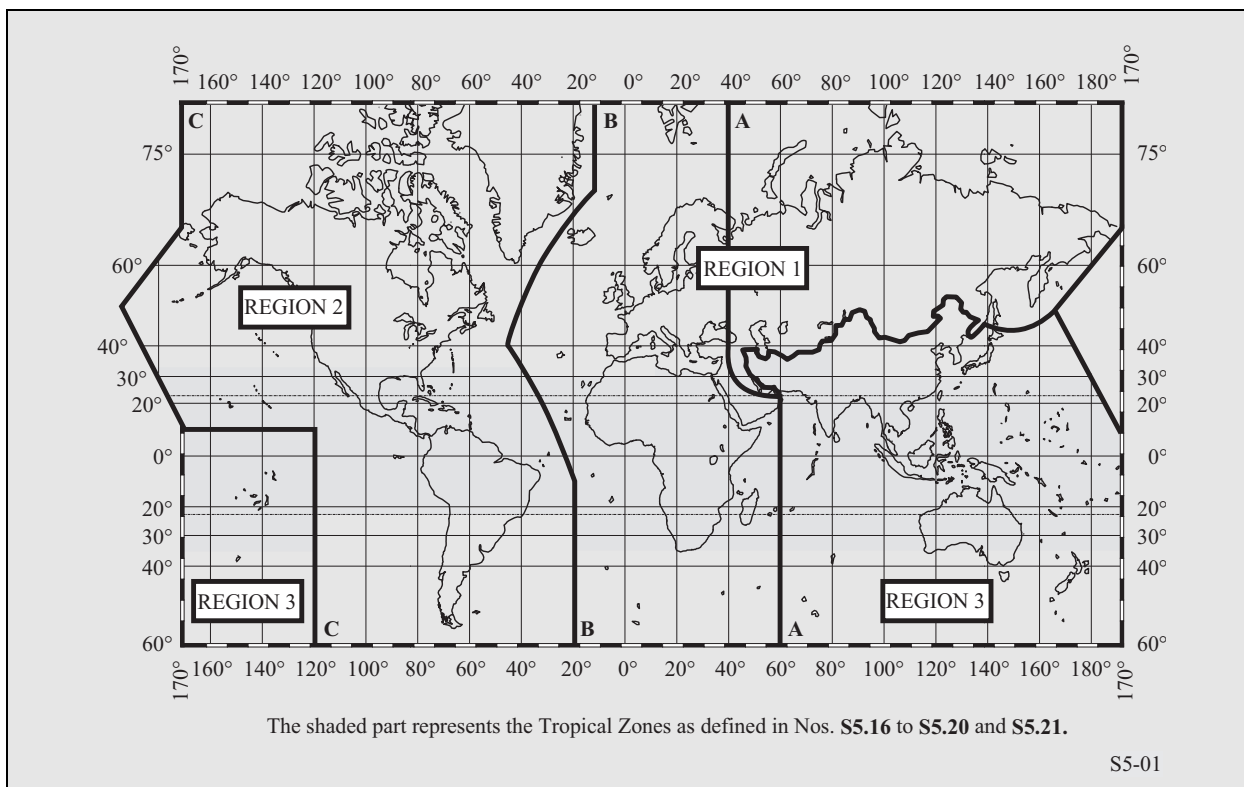 170° 160° 140° 120° 100° 80° 60° 40° 20° 0° 20° 40° 60° 80° 100° 120° 140° 160° 180° 170°
C B A
75° 75°
REGION 1
60° 60°
REGION 2
40° 40°
30° 30°
20° 20°
0° 0°
20° 20°
30° 30°
40° 40°
REGION 3 REGION 3
C B A
60° 60°
170° 160° 140° 120° 100° 80° 60° 40° 20° 0° 20° 40° 60° 80° 100° 120° 140° 160° 180° 170°
The shaded part represents the Tropical Zones as defined in Nos. S5.16 to S5.20 and S5.21.
S5-01